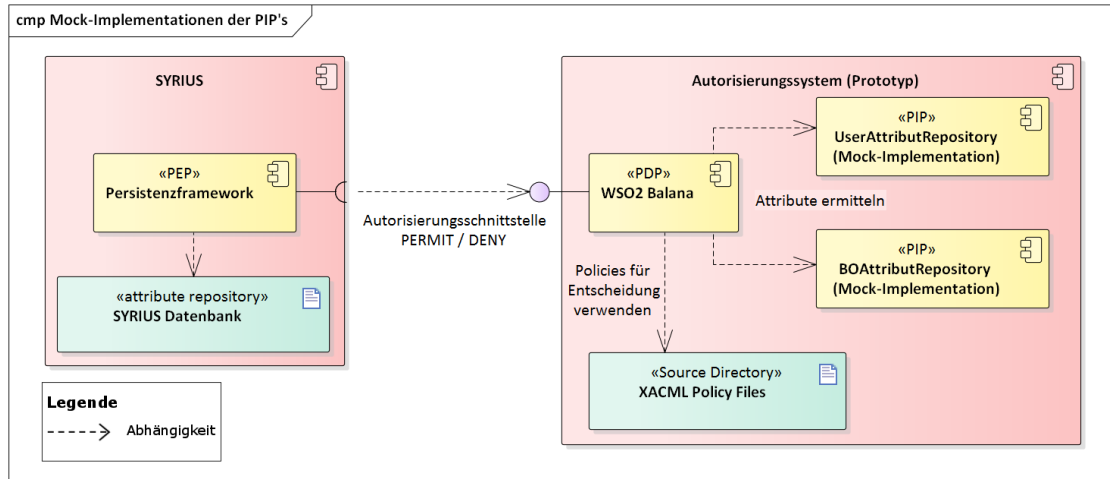 cmp Mock-Implementationen der PIP's
SYRIUS
«PEP»
Persistenzframework
«attribute repository»
SYRIUS Datenbank
Autorisierungsschnittstelle
PERMIT / DENY
Autorisierungssystem (Prototyp)
«PDP»
WSO2 Balana
«PIP»
UserAttributRepository
(Mock-Implementation)
Attribute ermitteln
«PIP»
BOAttributRepository
(Mock-Implementation)
Policies für
Entscheidung
verwenden
«Source Directory»
XACML Policy Files
Legende
Abhängigkeit